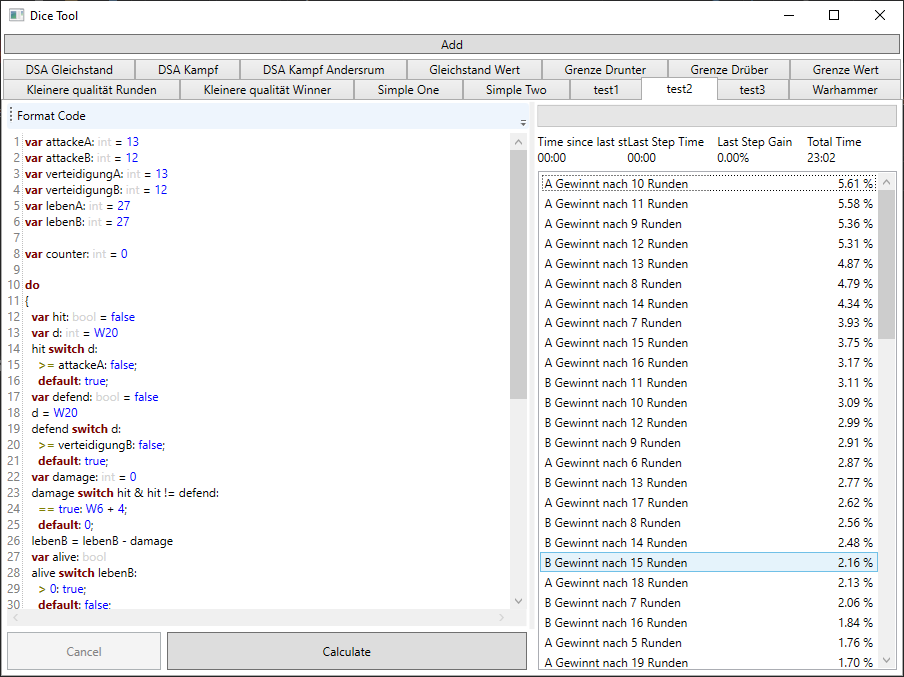 Dice Tool
Add
DSA Gleichstand DSA Kampf DSA Kampf Andersrum Gleichstand Wert Grenze Drunter Grenze Drüber Grenze Wert
Kleinere qualität Runden Kleinere qualität Winner Simple One Simple Two test1 test2 test3 Warhammer
Format Code
1 var attackeA: int = 13
2 var attackeB: int = 12
3 var verteidigungA: int = 13
4 var verteidigungB: int = 12
5 var lebenA: int = 27
6 var lebenB: int = 27
7
8 var counter: int = 0
9
10 do
11 {
12 var hit: bool = false
13 var d: int = W20
14 hit switch d:
15 >= attackeA: false;
16 default: true;
17 var defend: bool = false
18 d = W20
19 defend switch d:
20 >= verteidigungB: false;
21 default: true;
22 var damage: int = 0
23 damage switch hit & hit != defend:
24 == true: W6 + 4;
25 default: 0;
26 lebenB = lebenB - damage
27 var alive: bool
28 alive switch lebenB:
29 > 0: true;
30 default: false;
Cancel Calculate
Time since last st Last Step Time Last Step Gain Total Time
00:00 00:00 0.00% 23:02
A Gewinnt nach 10 Runden 5.61 %
A Gewinnt nach 11 Runden 5.58 %
A Gewinnt nach 9 Runden 5.36 %
A Gewinnt nach 12 Runden 5.31 %
A Gewinnt nach 13 Runden 4.87 %
A Gewinnt nach 8 Runden 4.79 %
A Gewinnt nach 14 Runden 4.34 %
A Gewinnt nach 7 Runden 3.93 %
A Gewinnt nach 15 Runden 3.75 %
A Gewinnt nach 16 Runden 3.17 %
B Gewinnt nach 11 Runden 3.11 %
B Gewinnt nach 10 Runden 3.09 %
B Gewinnt nach 12 Runden 2.99 %
B Gewinnt nach 9 Runden 2.91 %
A Gewinnt nach 6 Runden 2.87 %
B Gewinnt nach 13 Runden 2.77 %
A Gewinnt nach 17 Runden 2.62 %
B Gewinnt nach 8 Runden 2.56 %
B Gewinnt nach 14 Runden 2.48 %
B Gewinnt nach 15 Runden 2.16 %
A Gewinnt nach 18 Runden 2.13 %
B Gewinnt nach 7 Runden 2.06 %
B Gewinnt nach 16 Runden 1.84 %
A Gewinnt nach 5 Runden 1.76 %
A Gewinnt nach 19 Runden 1.70 %